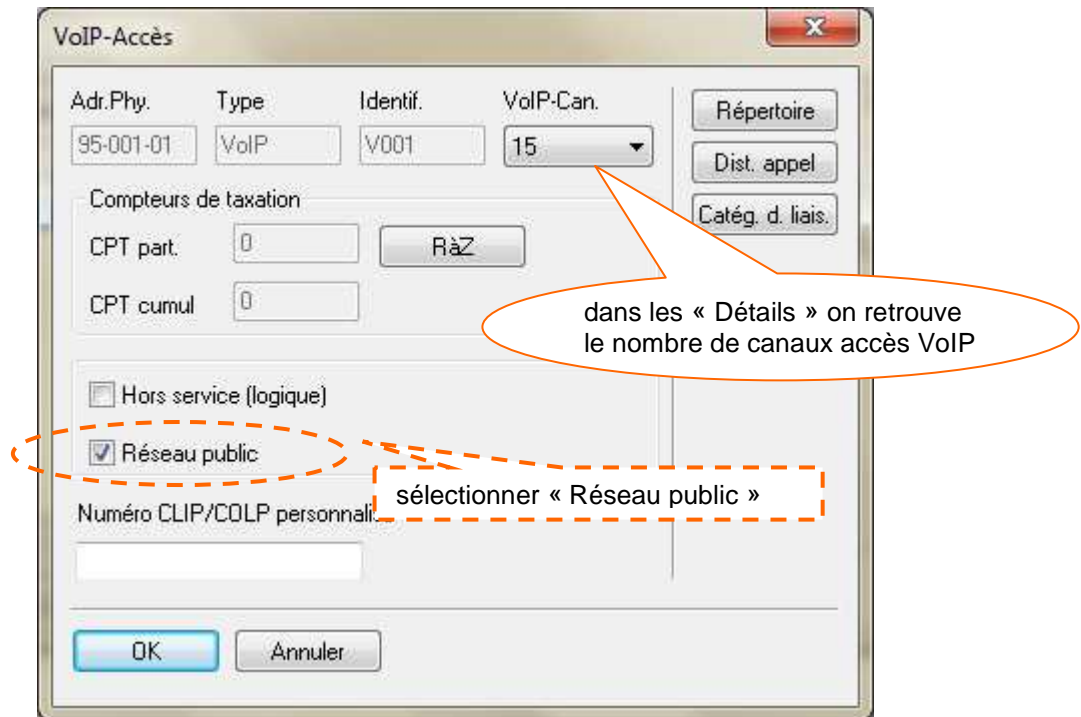 VoIP-Accès
Adr.Phy. Type Identif. VoIP-Can.
95-001-01 VoIP V001 15
Répertoire
Dist. appel
Catég. d. liais.
Compteurs de taxation
CPT part. 0 RàZ
CPT cumul 0
dans les « Détails » on retrouve
le nombre de canaux accès VoIP
Hors service (logique)
Réseau public
sélectionner « Réseau public »
Numéro CLIP/COLP
OK Annuler